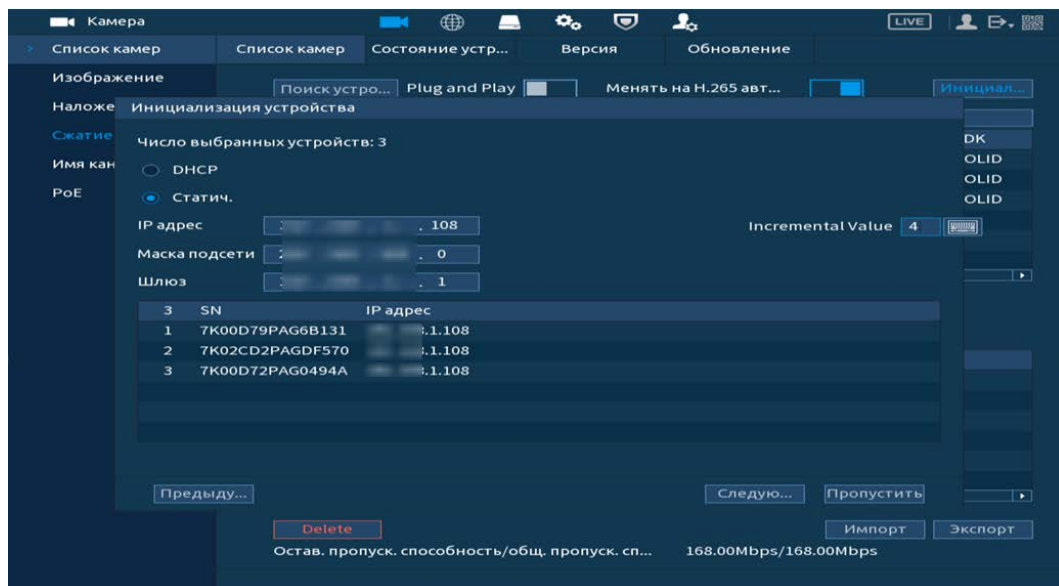 Камера LIVE
Список камер Список камер Состояние устр... Версия Обновление
Изображение
Поиск устро... Plug and Play Менять на H.265 авт... Инициал...
Наложе Инициализация устройства
Сжатие DK
Число выбранных устройств: 3
Имя кан DHCP OLID
OLID
PoE Статич. OLID
IP адрес . 108 Incremental Value 4
Маска подсети . 0
Шлюз . 1
3 SN IP адрес
1 7K00D79PAG6B131 .1.108
2 7K02CD2PAGDF570 .1.108
3 7K00D72PAG0494A .1.108
Предыду... Следую... Пропустить
Delete Импорт Экспорт
Остав. пропуск. способность/общ. пропуск. сп... 168.00Mbps/168.00Mbps